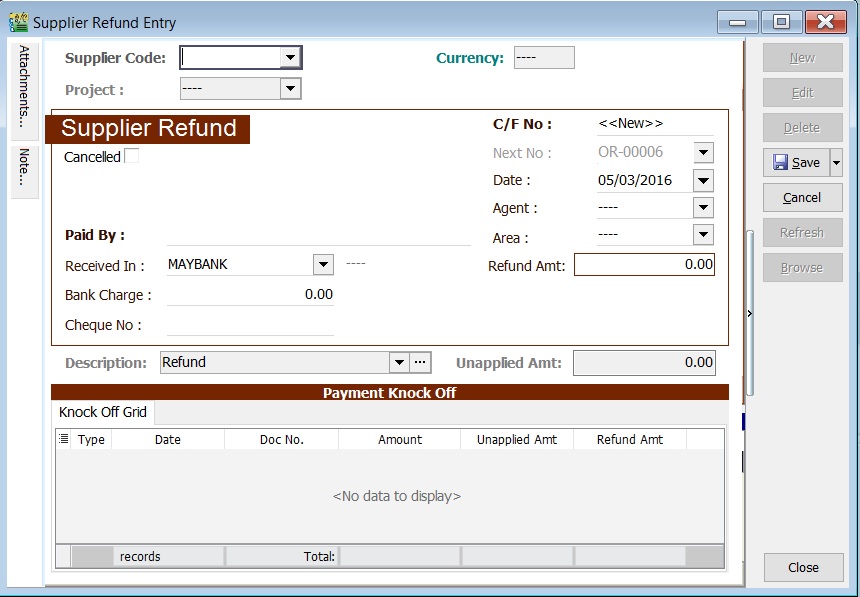 Supplier Refund Entry
Attachments...
Note...
Supplier Code:
Currency: ----
Project : ----
Supplier Refund
Cancelled
C/F No : <<New>>
Next No : OR-00006
Date : 05/03/2016
Agent : ----
Area : ----
Paid By :
Received In : MAYBANK ----
Refund Amt: 0.00
Bank Charge : 0.00
Cheque No :
Description: Refund ... Unapplied Amt: 0.00
Payment Knock Off
Knock Off Grid
Type Date Doc No. Amount Unapplied Amt Refund Amt
<No data to display>
records Total:
New
Edit
Delete
Save
Cancel
Refresh
Browse
Close